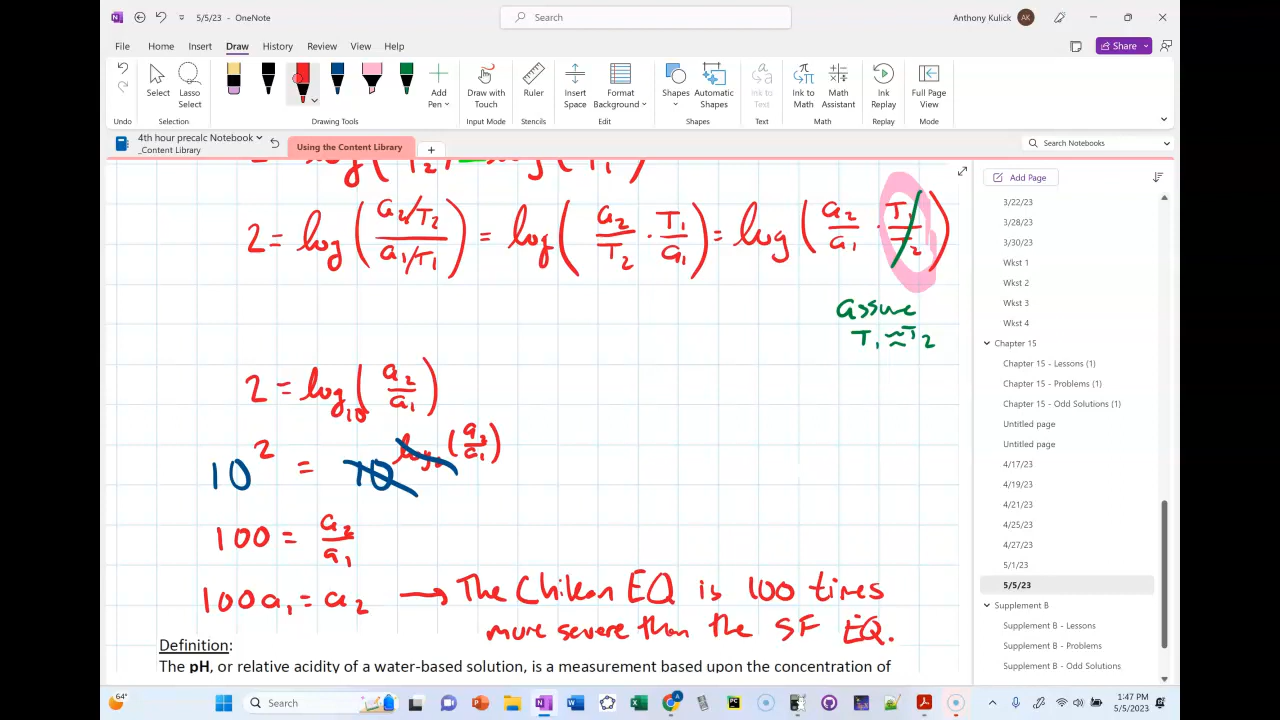 5/5/23 - OneNote
Search
Anthony Kulick
AK
File Home Insert Draw History Review View Help
Share
Select
Lasso Select
Add Pen
Draw with Touch
Ruler
Insert Space
Format Background
Shapes
Automatic Shapes
Ink to Text
Ink to Math
Math Assistant
Ink Replay
Full Page View
Undo Selection Drawing Tools Input Mode Stencils Edit Shapes Text Math Replay Mode
4th hour precalc Notebook
_Content Library
Using the Content Library
Search Notebooks
Add Page
3/22/23
3/28/23
3/30/23
Wkst 1
Wkst 2
Wkst 3
Wkst 4
Chapter 15
Chapter 15 - Lessons (1)
Chapter 15 - Problems (1)
Chapter 15 - Odd Solutions (1)
Untitled page
Untitled page
4/17/23
4/19/23
4/21/23
4/25/23
4/27/23
5/1/23
5/5/23
Supplement B
Supplement B - Lessons
Supplement B - Problems
Supplement B - Odd Solutions
2 = log(a₂/T₂ / a₁/T₁) = log(a₂/T₂ · T₁/a₁) = log(a₂/a₁ · T₁/T₂)
assume
T₁ ≈ T₂
2 = log₁₀(a₂/a₁)
10² = 10^log₁₀(a₂/a₁)
100 = a₂/a₁
100a₁ = a₂ → The Chilean EQ is 100 times
more severe than the SF EQ.
Definition:
The pH, or relative acidity of a water-based solution, is a measurement based upon the concentration of
64°
Search
1:47 PM
5/5/2023